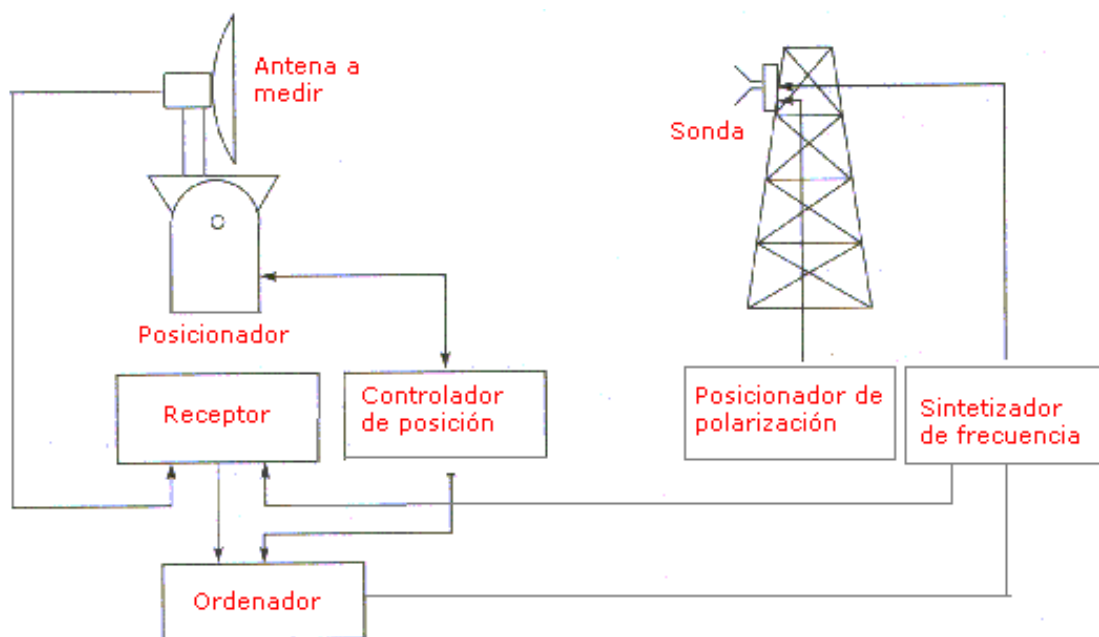 Antena a
medir
Sonda
Posicionador
Receptor
Controlador
de posición
Posicionador de
polarización
Sintetizador
de frecuencia
Ordenador